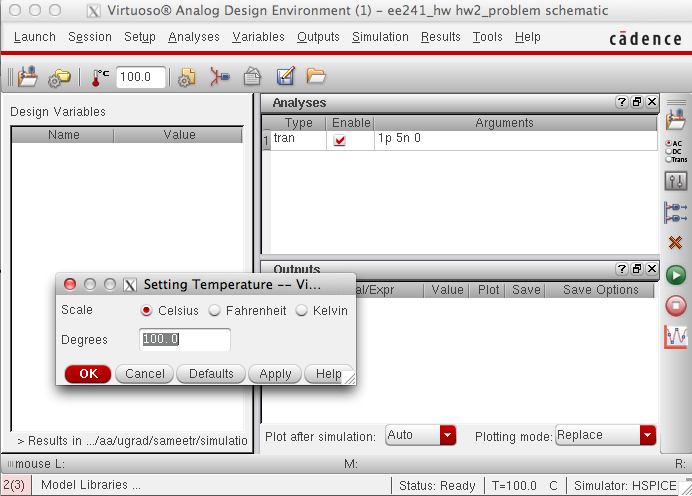 Virtuoso® Analog Design Environment (1) - ee241_hw hw2_problem schematic
Launch Session Setup Analyses Variables Outputs Simulation Results Tools Help cādence
°C 100.0
Design Variables
Name Value
Analyses
Type Enable Arguments
1 tran 1p 5n 0
AC
DC
Trans
Outputs
al/Expr Value Plot Save Save Options
Setting Temperature -- Vi...
Scale Celsius Fahrenheit Kelvin
Degrees 100.0
OK Cancel Defaults Apply Help
> Results in .../aa/ugrad/sameetr/simulatio
Plot after simulation: Auto Plotting mode: Replace
mouse L: M: R:
2(3) Model Libraries ... Status: Ready T=100.0 C Simulator: HSPICE